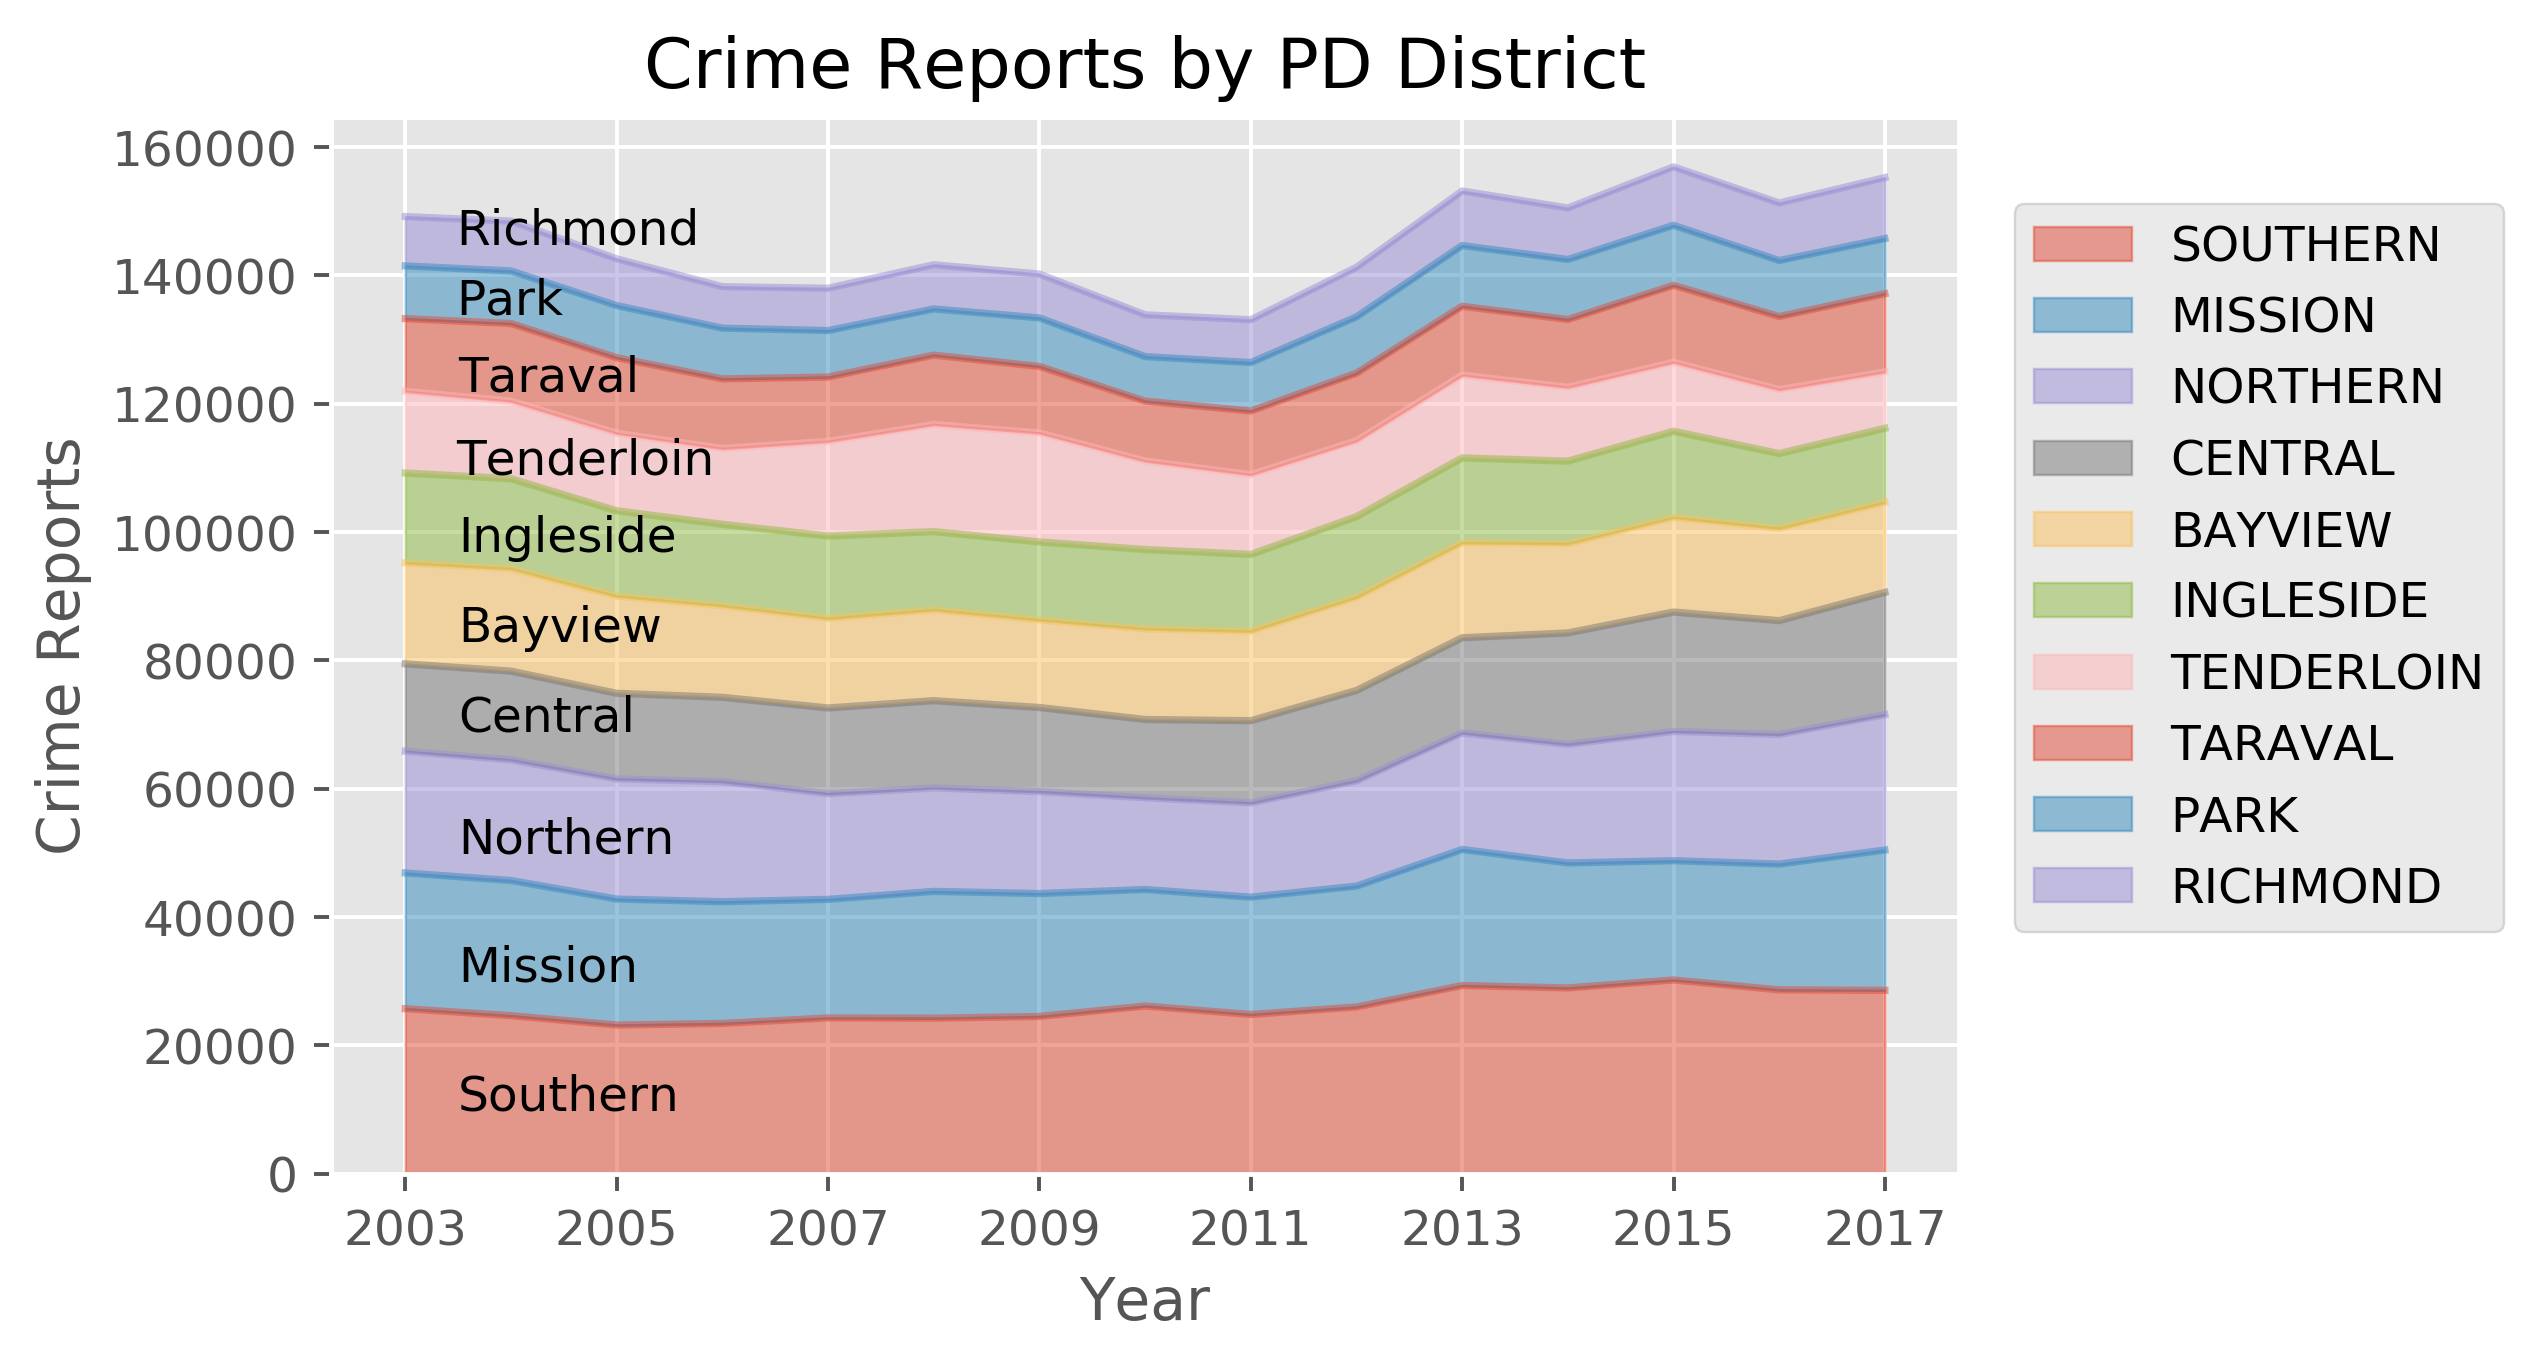 Crime Reports by PD District
Crime Reports
160000
140000
120000
100000
80000
60000
40000
20000
0
Richmond
Park
Taraval
Tenderloin
Ingleside
Bayview
Central
Northern
Mission
Southern
2003 2005 2007 2009 2011 2013 2015 2017
Year
SOUTHERN
MISSION
NORTHERN
CENTRAL
BAYVIEW
INGLESIDE
TENDERLOIN
TARAVAL
PARK
RICHMOND